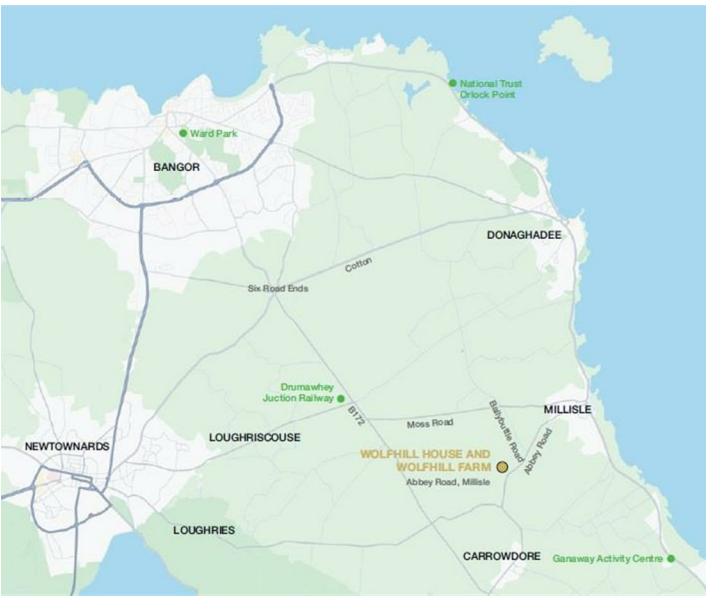 National Trust
Orlock Point
Ward Park
BANGOR
DONAGHADEE
Cotton
Six Road Ends
Drumawhey
Juction Railway
B172
Moss Road
Ballybuttle Road
MILLISLE
Abbey Road
LOUGHRISCOUSE
NEWTOWNARDS
WOLFHILL HOUSE AND
WOLFHILL FARM
Abbey Road, Millisle
LOUGHRIES
CARROWDORE
Ganaway Activity Centre